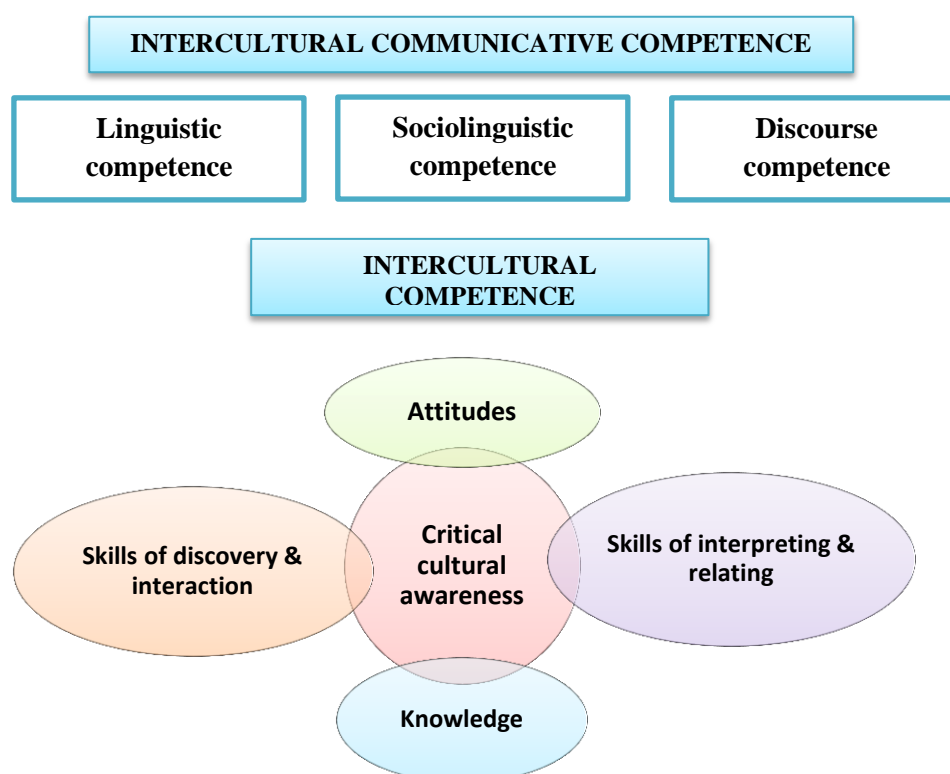 INTERCULTURAL COMMUNICATIVE COMPETENCE
Linguistic
competence
Sociolinguistic
competence
Discourse
competence
INTERCULTURAL
COMPETENCE
Attitudes
Skills of discovery &
interaction
Critical
cultural
awareness
Skills of interpreting &
relating
Knowledge